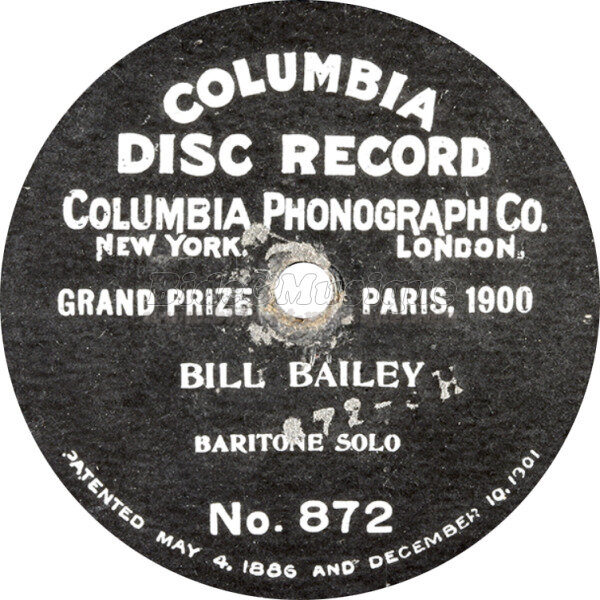 COLUMBIA
DISC RECORD
COLUMBIA PHONOGRAPH CO.
NEW YORK. LONDON.
GRAND PRIZE PARIS, 1900
BILL BAILEY
BARITONE SOLO
No. 872
PATENTED MAY 4, 1886 AND DECEMBER 10, 1901